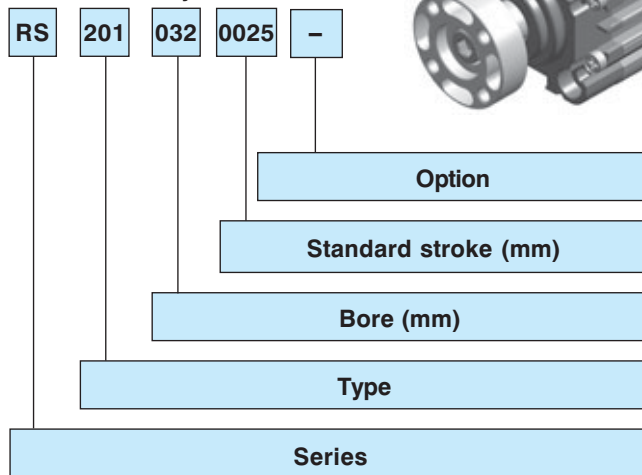 RS 201 032 0025 –
Option
Standard stroke (mm)
Bore (mm)
Type
Series